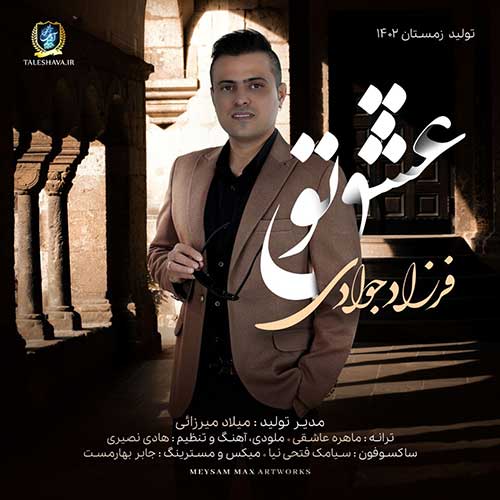 تولید زمستان ۱۴۰۲
TALESHAVA.IR
عشق تو
فرزاد جوادی
مدیر تولید : میلاد میرزائی
ترانه : ماهره عاشقی • ملودی، آهنگ و تنظیم : هادی نصیری
ساکسوفون : سیامک فتحی نیا • میکس و مسترینگ : جابر بهارمست
MEYSAM MAX ARTWORKS